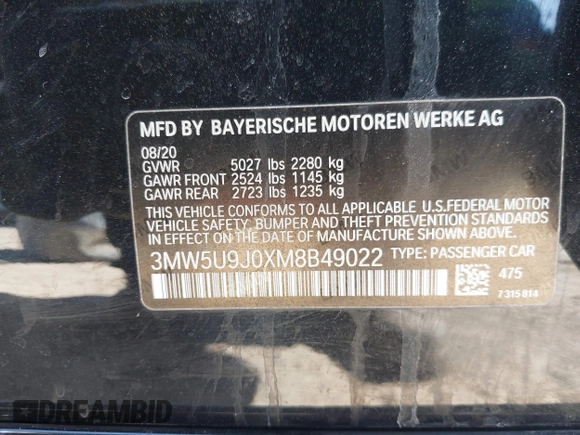 MFD BY BAYERISCHE MOTOREN WERKE AG
08/20
GVWR 5027 lbs 2280 kg
GAWR FRONT 2524 lbs 1145 kg
GAWR REAR 2723 lbs 1235 kg
THIS VEHICLE CONFORMS TO ALL APPLICABLE U.S.FEDERAL MOTOR
VEHICLE SAFETY, BUMPER AND THEFT PREVENTION STANDARDS
IN EFFECT ON THE DATE OF MANUFACTURE SHOWN ABOVE.
3MW5U9J0XM8B49022 TYPE: PASSENGER CAR
475
7315814
DREAMBID